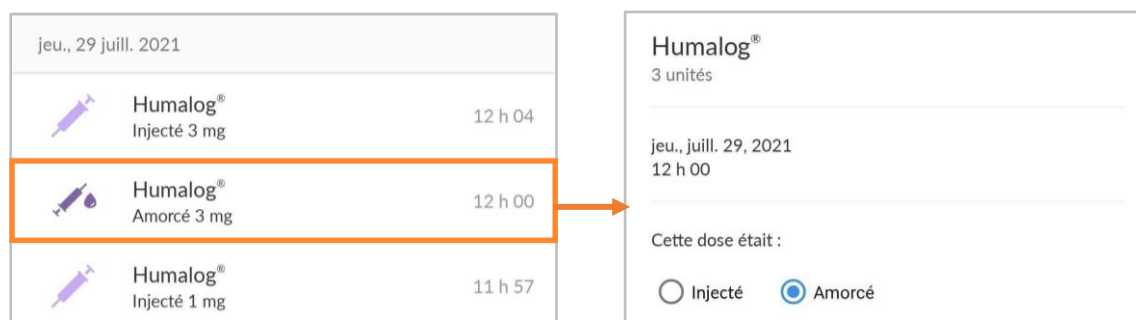 jeu., 29 juill. 2021
Humalog®
Injecté 3 mg
12 h 04
Humalog®
Amorcé 3 mg
12 h 00
Humalog®
Injecté 1 mg
11 h 57
Humalog®
3 unités
jeu., juill. 29, 2021
12 h 00
Cette dose était :
Injecté
Amorcé